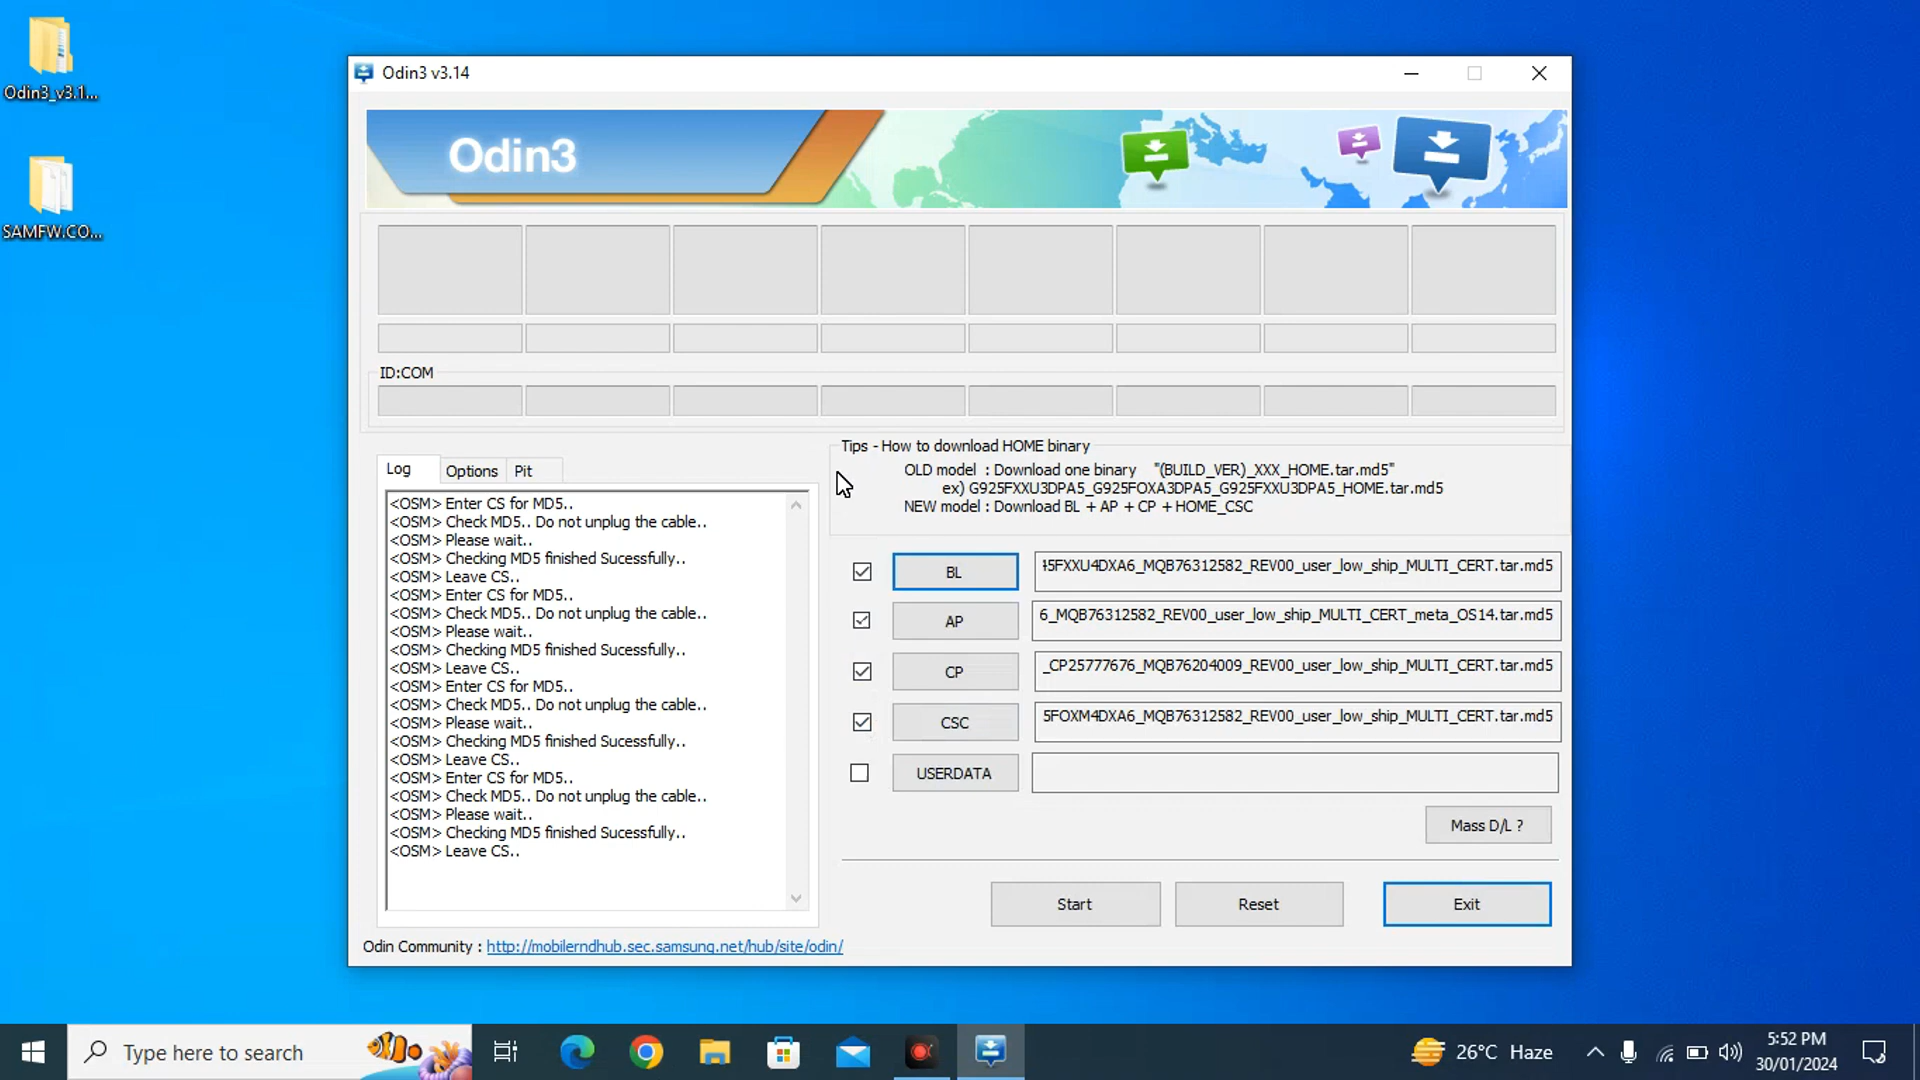 Odin3_v3.1...
SAMFW.CO...
Odin3 v3.14
Odin3
ID:COM
Log
Options
Pit
<OSM> Enter CS for MD5..
<OSM> Check MD5.. Do not unplug the cable..
<OSM> Please wait..
<OSM> Checking MD5 finished Sucessfully..
<OSM> Leave CS..
<OSM> Enter CS for MD5..
<OSM> Check MD5.. Do not unplug the cable..
<OSM> Please wait..
<OSM> Checking MD5 finished Sucessfully..
<OSM> Leave CS..
<OSM> Enter CS for MD5..
<OSM> Check MD5.. Do not unplug the cable..
<OSM> Please wait..
<OSM> Checking MD5 finished Sucessfully..
<OSM> Leave CS..
<OSM> Enter CS for MD5..
<OSM> Check MD5.. Do not unplug the cable..
<OSM> Please wait..
<OSM> Checking MD5 finished Sucessfully..
<OSM> Leave CS..
Tips - How to download HOME binary
OLD model : Download one binary "(BUILD_VER)_XXX_HOME.tar.md5"
ex) G925FXXU3DPA5_G925FOXA3DPA5_G925FXXU3DPA5_HOME.tar.md5
NEW model : Download BL + AP + CP + HOME_CSC
BL
5FXXU4DXA6_MQB76312582_REV00_user_low_ship_MULTI_CERT.tar.md5
AP
6_MQB76312582_REV00_user_low_ship_MULTI_CERT_meta_OS14.tar.md5
CP
_CP25777676_MQB76204009_REV00_user_low_ship_MULTI_CERT.tar.md5
CSC
5FOXM4DXA6_MQB76312582_REV00_user_low_ship_MULTI_CERT.tar.md5
USERDATA
Mass D/L ?
Start
Reset
Exit
Odin Community : http://mobilerndhub.sec.samsung.net/hub/site/odin/
Type here to search
26°C Haze
5:52 PM
30/01/2024